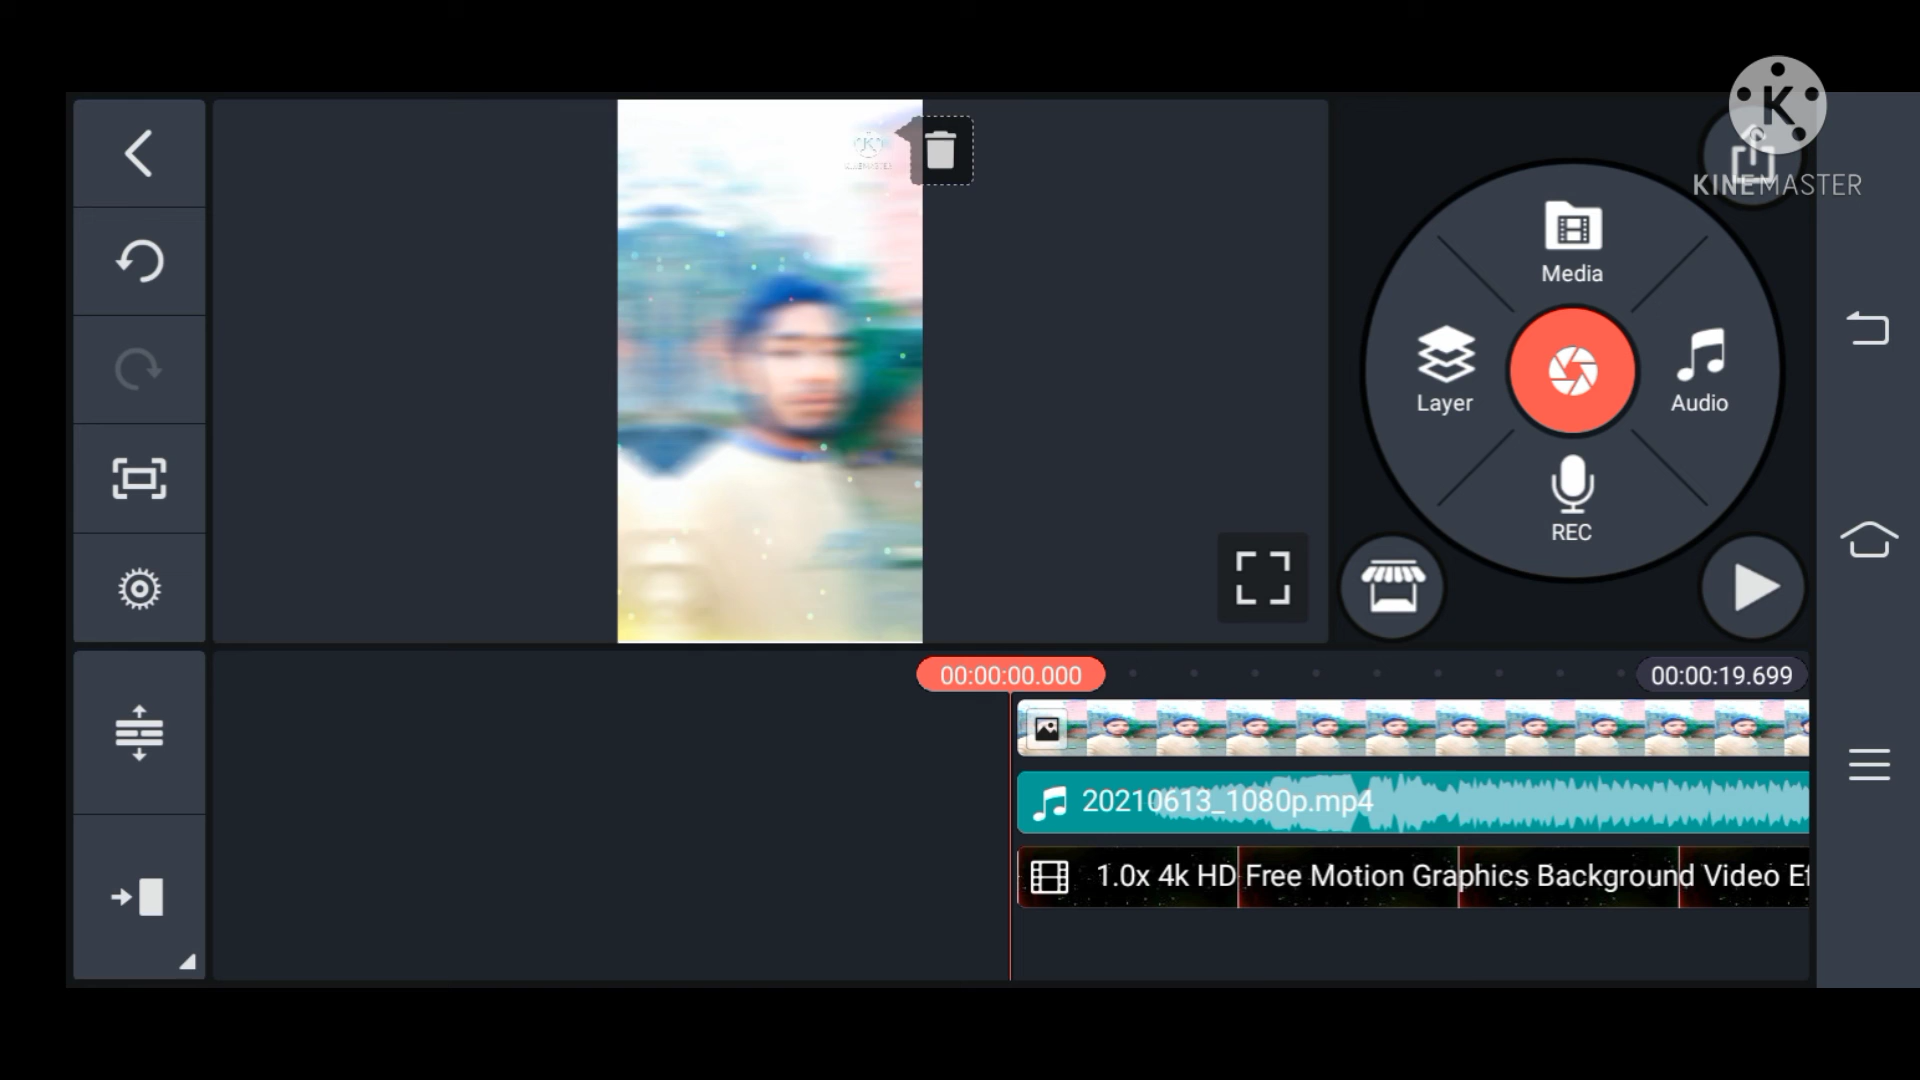 KINEMASTER
Media
Layer
Audio
REC
00:00:00.000
00:00:19.699
20210613_1080p.mp4
1.0x 4k HD Free Motion Graphics Background Video Ef